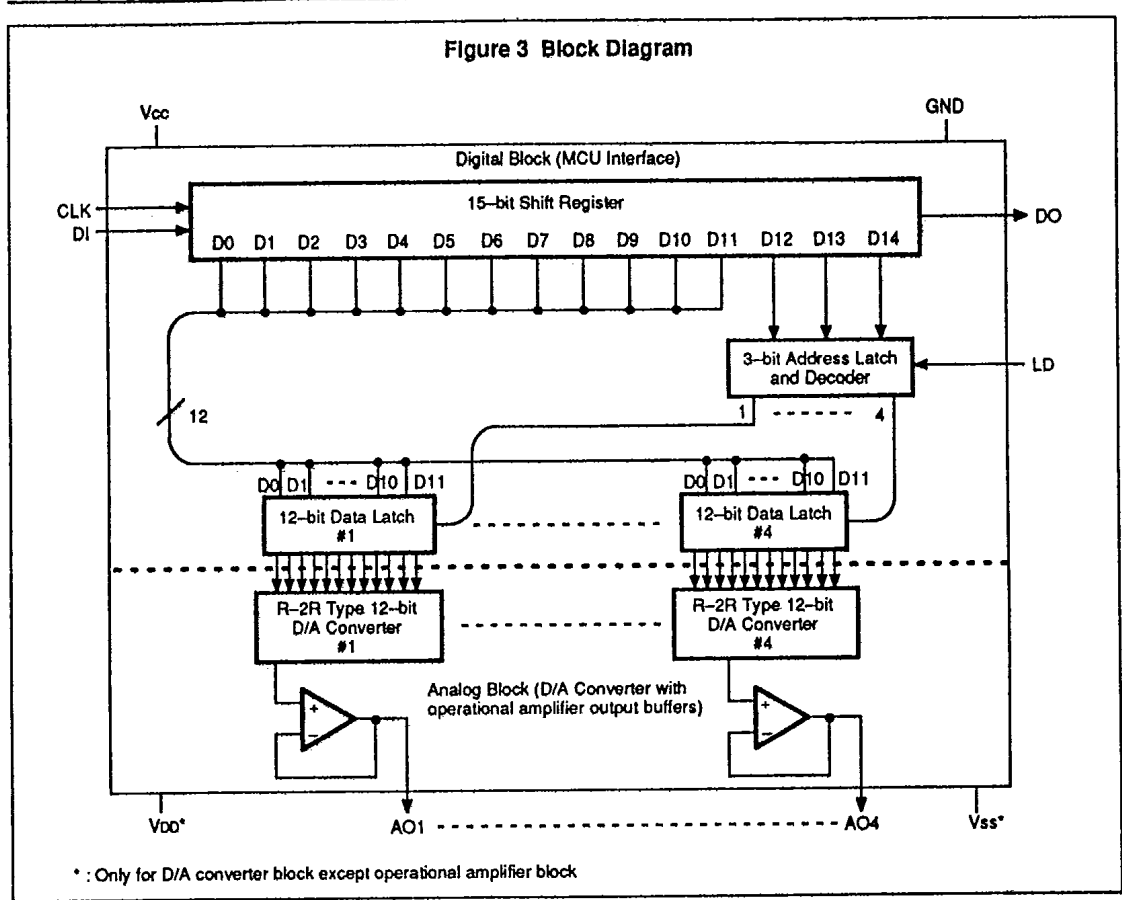 Figure 3 Block Diagram
Vcc
GND
Digital Block (MCU Interface)
15–bit Shift Register
CLK
DI
DO
D0 D1 D2 D3 D4 D5 D6 D7 D8 D9 D10 D11 D12 D13 D14
3–bit Address Latch
and Decoder
LD
1 4
12
D0 D1 D10 D11
D0 D1 D10 D11
12–bit Data Latch
#1
12–bit Data Latch
#4
R–2R Type 12–bit
D/A Converter
#1
R–2R Type 12–bit
D/A Converter
#4
Analog Block (D/A Converter with
operational amplifier output buffers)
+
−
+
−
VDD*
AO1
AO4
Vss*
* : Only for D/A converter block except operational amplifier block